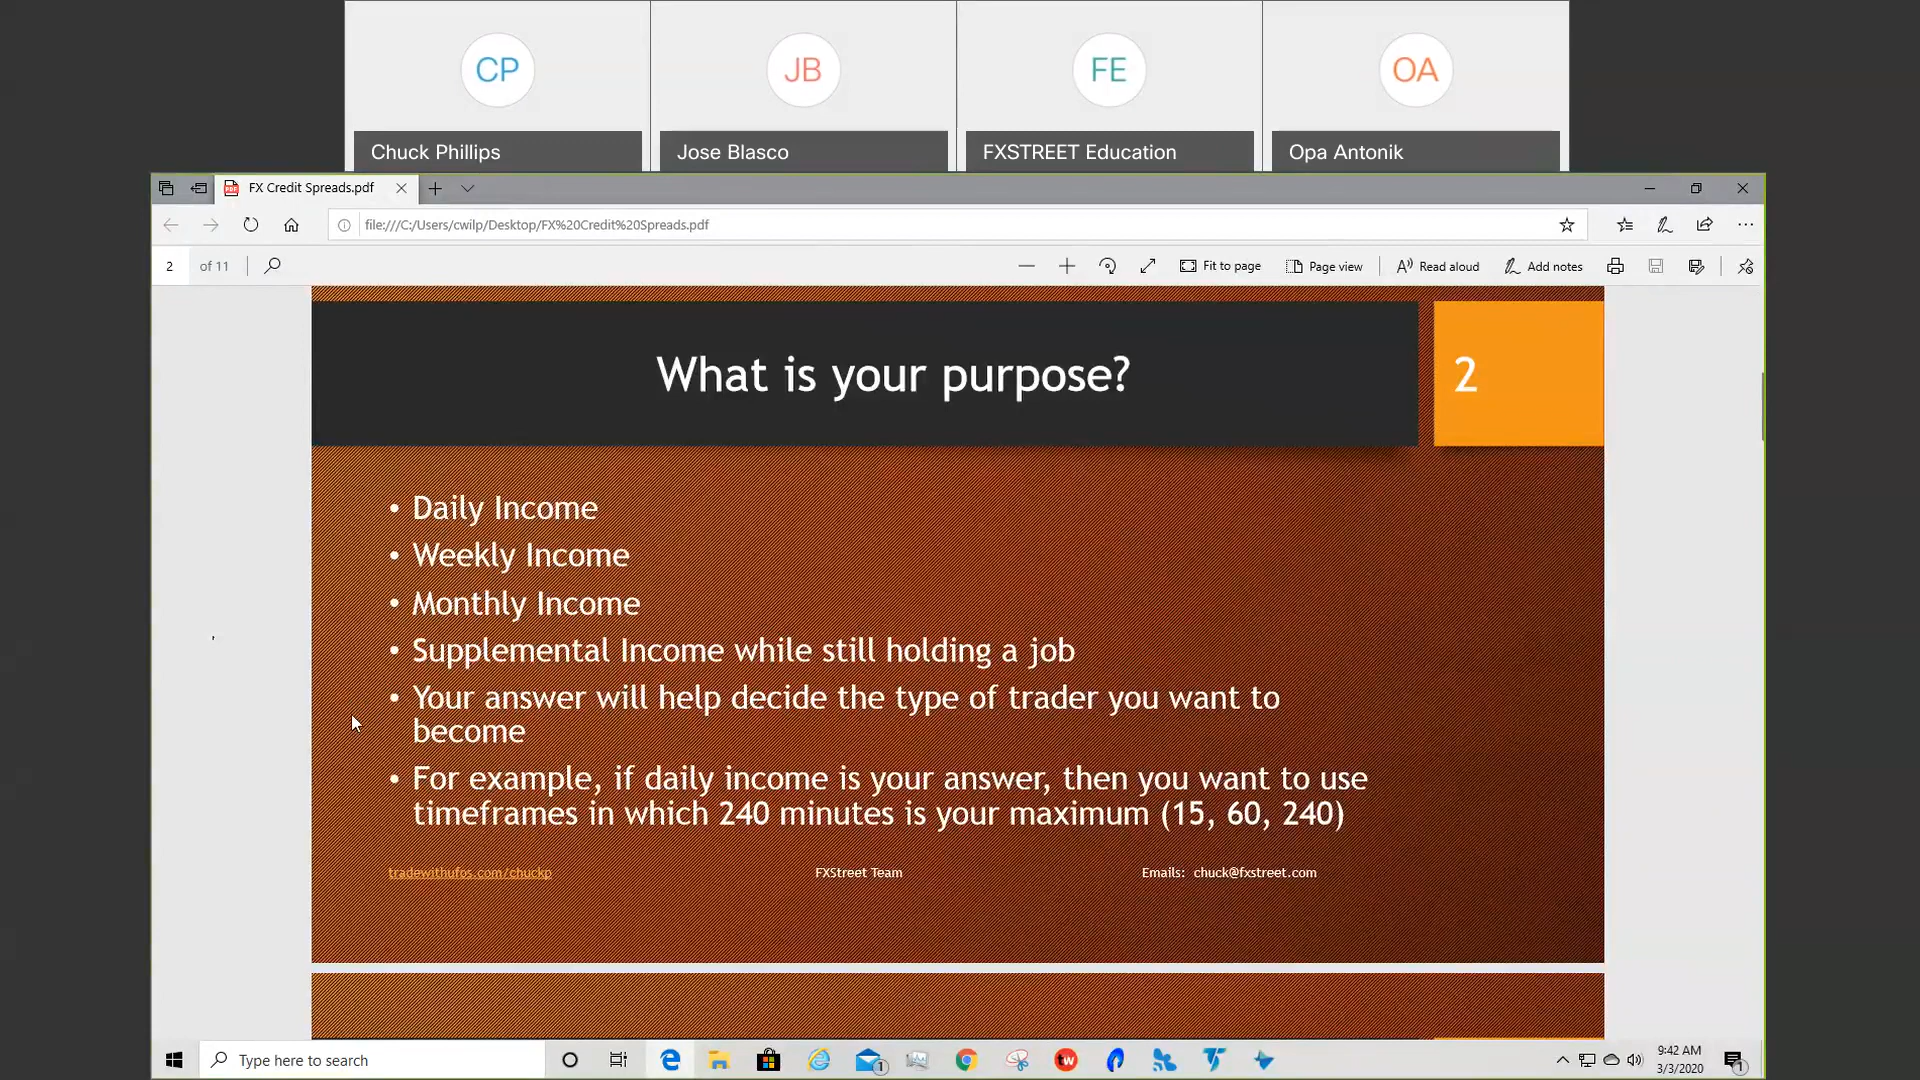 CP
JB
FE
OA
Chuck Phillips
Jose Blasco
FXSTREET Education
Opa Antonik
FX Credit Spreads.pdf
file:///C:/Users/cwilp/Desktop/FX%20Credit%20Spreads.pdf
2 of 11
Fit to page
Page view
Read aloud
Add notes
What is your purpose?
2
• Daily Income
• Weekly Income
• Monthly Income
• Supplemental Income while still holding a job
• Your answer will help decide the type of trader you want to
become
• For example, if daily income is your answer, then you want to use
timeframes in which 240 minutes is your maximum (15, 60, 240)
tradewithufos.com/chuckp
FXStreet Team
Emails: chuck@fxstreet.com
Type here to search
1
tw
9:42 AM
3/3/2020
1